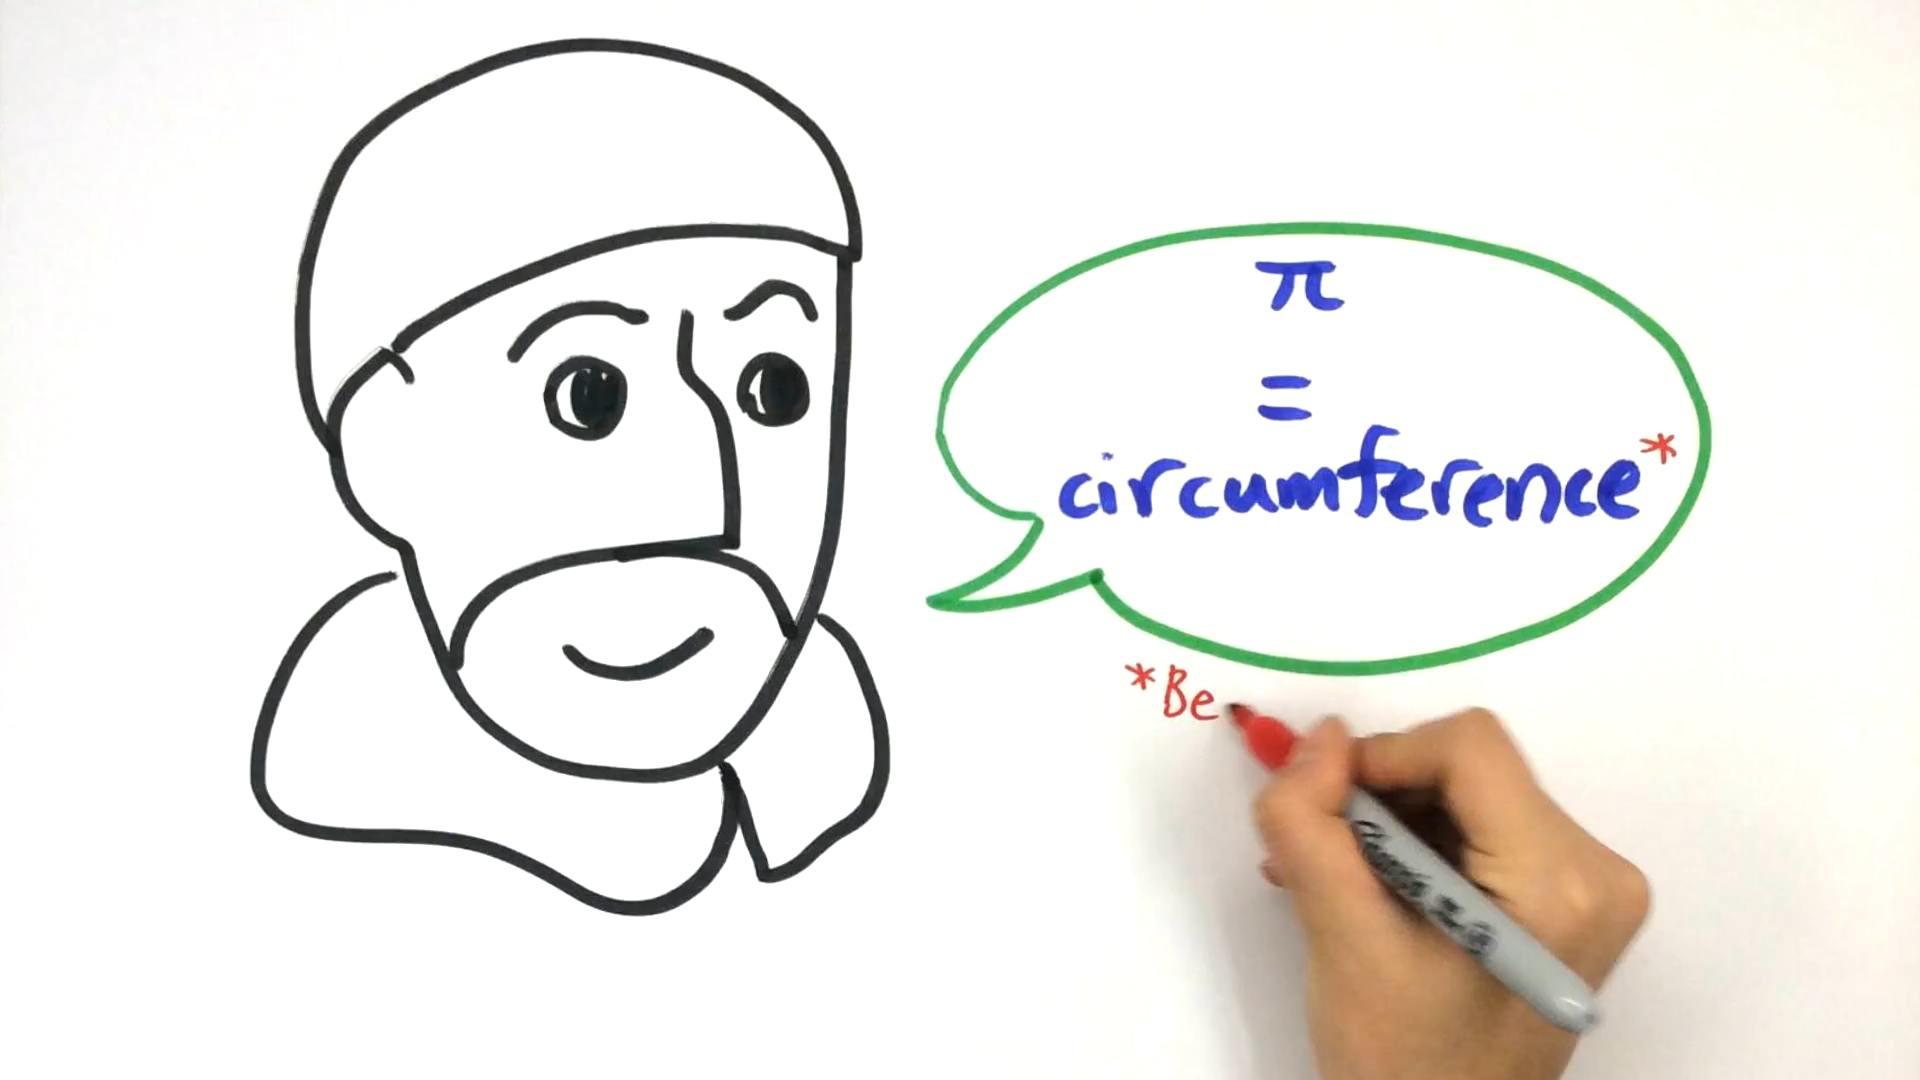 π
=
circumference*
*Be